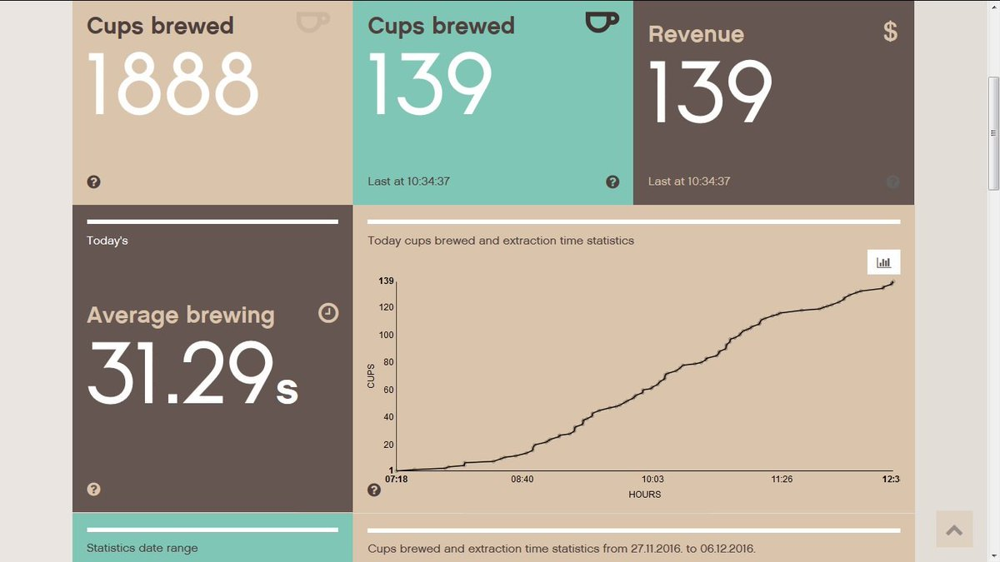 Cups brewed
1888
Cups brewed
139
Last at 10:34:37
Revenue
$
139
Last at 10:34:37
Today's
Average brewing
31.29s
Today cups brewed and extraction time statistics
139
120
100
80
60
40
20
1
CUPS
07:18 08:40 10:03 11:26 12:3
HOURS
Statistics date range
Cups brewed and extraction time statistics from 27.11.2016. to 06.12.2016.